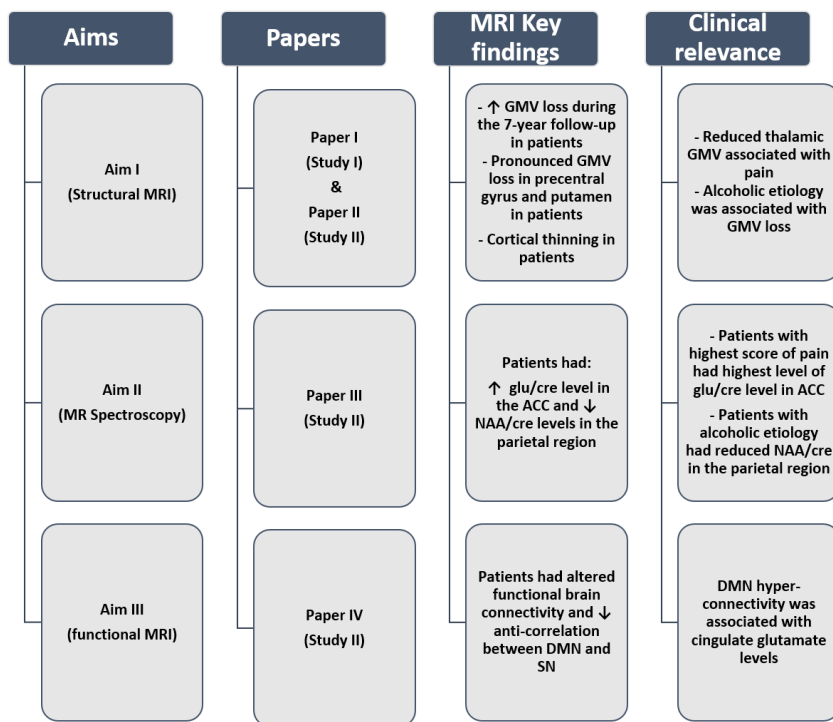 Aims
Aim I
(Structural MRI)
Aim II
(MR Spectroscopy)
Aim III
(functional MRI)
Papers
Paper I
(Study I)
&
Paper II
(Study II)
Paper III
(Study II)
Paper IV
(Study II)
MRI Key
findings
- ↑ GMV loss during
the 7-year follow-up
in patients
- Pronounced GMV
loss in precentral
gyrus and putamen in
patients
- Cortical thinning in
patients
Patients had:
↑ glu/cre level in
the ACC and ↓
NAA/cre levels in the
parietal region
Patients had altered
functional brain
connectivity and ↓
anti-correlation
between DMN and
SN
Clinical
relevance
- Reduced thalamic
GMV associated with
pain
- Alcoholic etiology
was associated with
GMV loss
- Patients with
highest score of pain
had highest level of
glu/cre level in ACC
- Patients with
alcoholic etiology
had reduced NAA/cre
in the parietal region
DMN hyper-
connectivity was
associated with
cingulate glutamate
levels